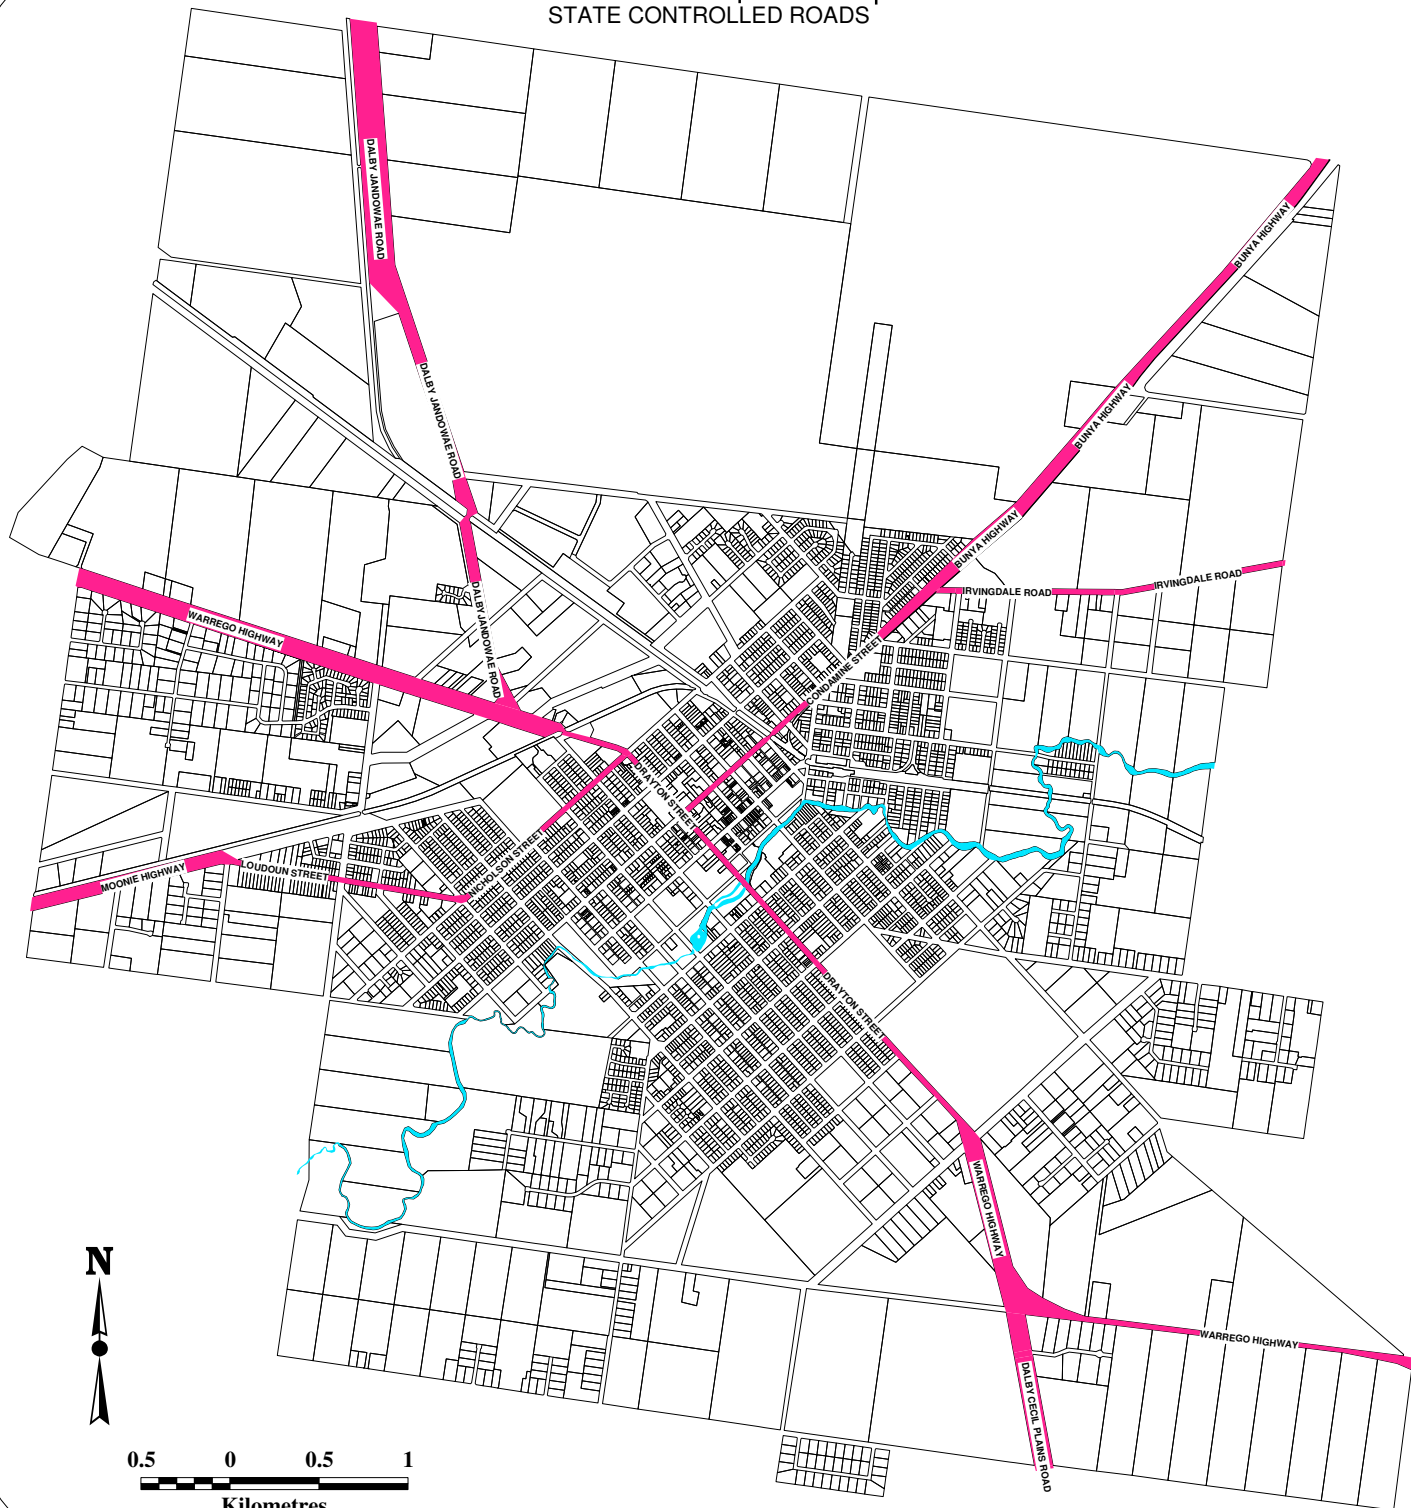 STATE CONTROLLED ROADS
DALBY JANDOWAE ROAD
BUNYA HIGHWAY
DALBY JANDOWAE ROAD
BUNYA HIGHWAY
BUNYA HIGHWAY
IRVINGDALE ROAD
IRVINGDALE ROAD
DALBY JANDOWAE ROAD
WARREGO HIGHWAY
CONDAMINE STREET
DRAYTON STREET
NICHOLSON STREET
LOUDOUN STREET
MOONIE HIGHWAY
DRAYTON STREET
WARREGO HIGHWAY
WARREGO HIGHWAY
DALBY CECIL PLAINS ROAD
N
0.5 0 0.5 1
Kilometres